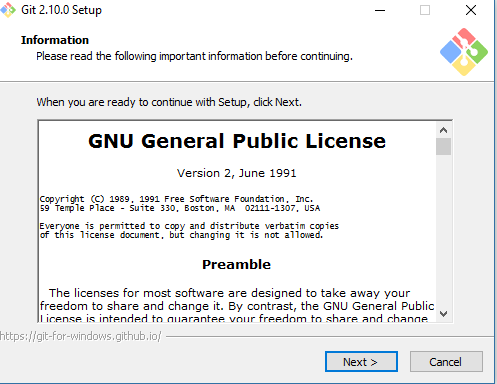 Git 2.10.0 Setup
Information
Please read the following important information before continuing.
When you are ready to continue with Setup, click Next.
GNU General Public License
Version 2, June 1991
Copyright (C) 1989, 1991 Free Software Foundation, Inc.
59 Temple Place - Suite 330, Boston, MA  02111-1307, USA
Everyone is permitted to copy and distribute verbatim copies
of this license document, but changing it is not allowed.
Preamble
The licenses for most software are designed to take away your
freedom to share and change it. By contrast, the GNU General Public
License is intended to guarantee your freedom to share and change
https://git-for-windows.github.io/
Next >
Cancel